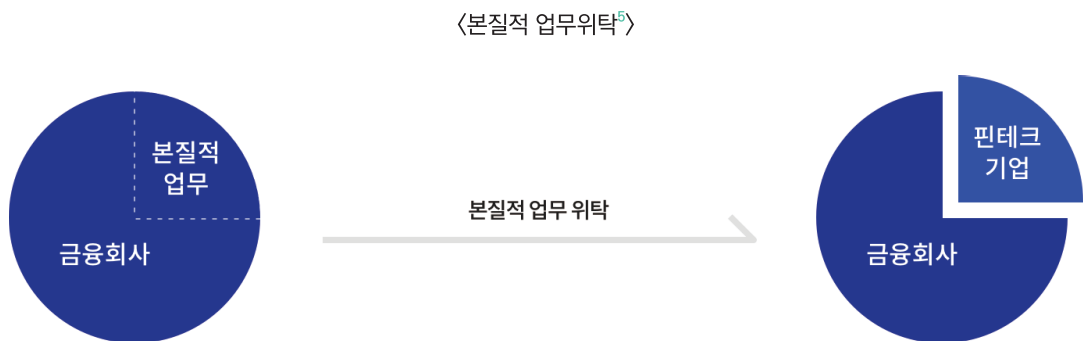 〈본질적 업무위탁5〉
본질적
업무
금융회사
본질적 업무 위탁
핀테크
기업
금융회사